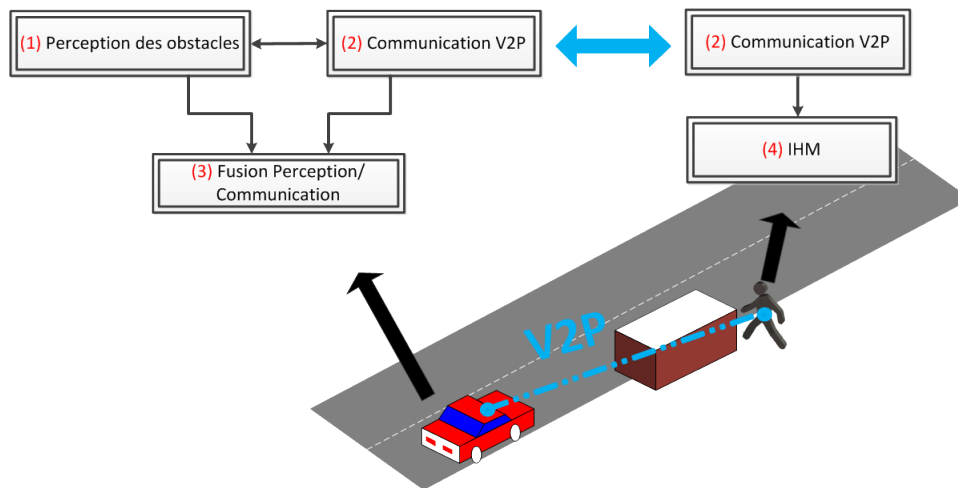 (1) Perception des obstacles
(2) Communication V2P
(2) Communication V2P
(3) Fusion Perception/
Communication
(4) IHM
V2P